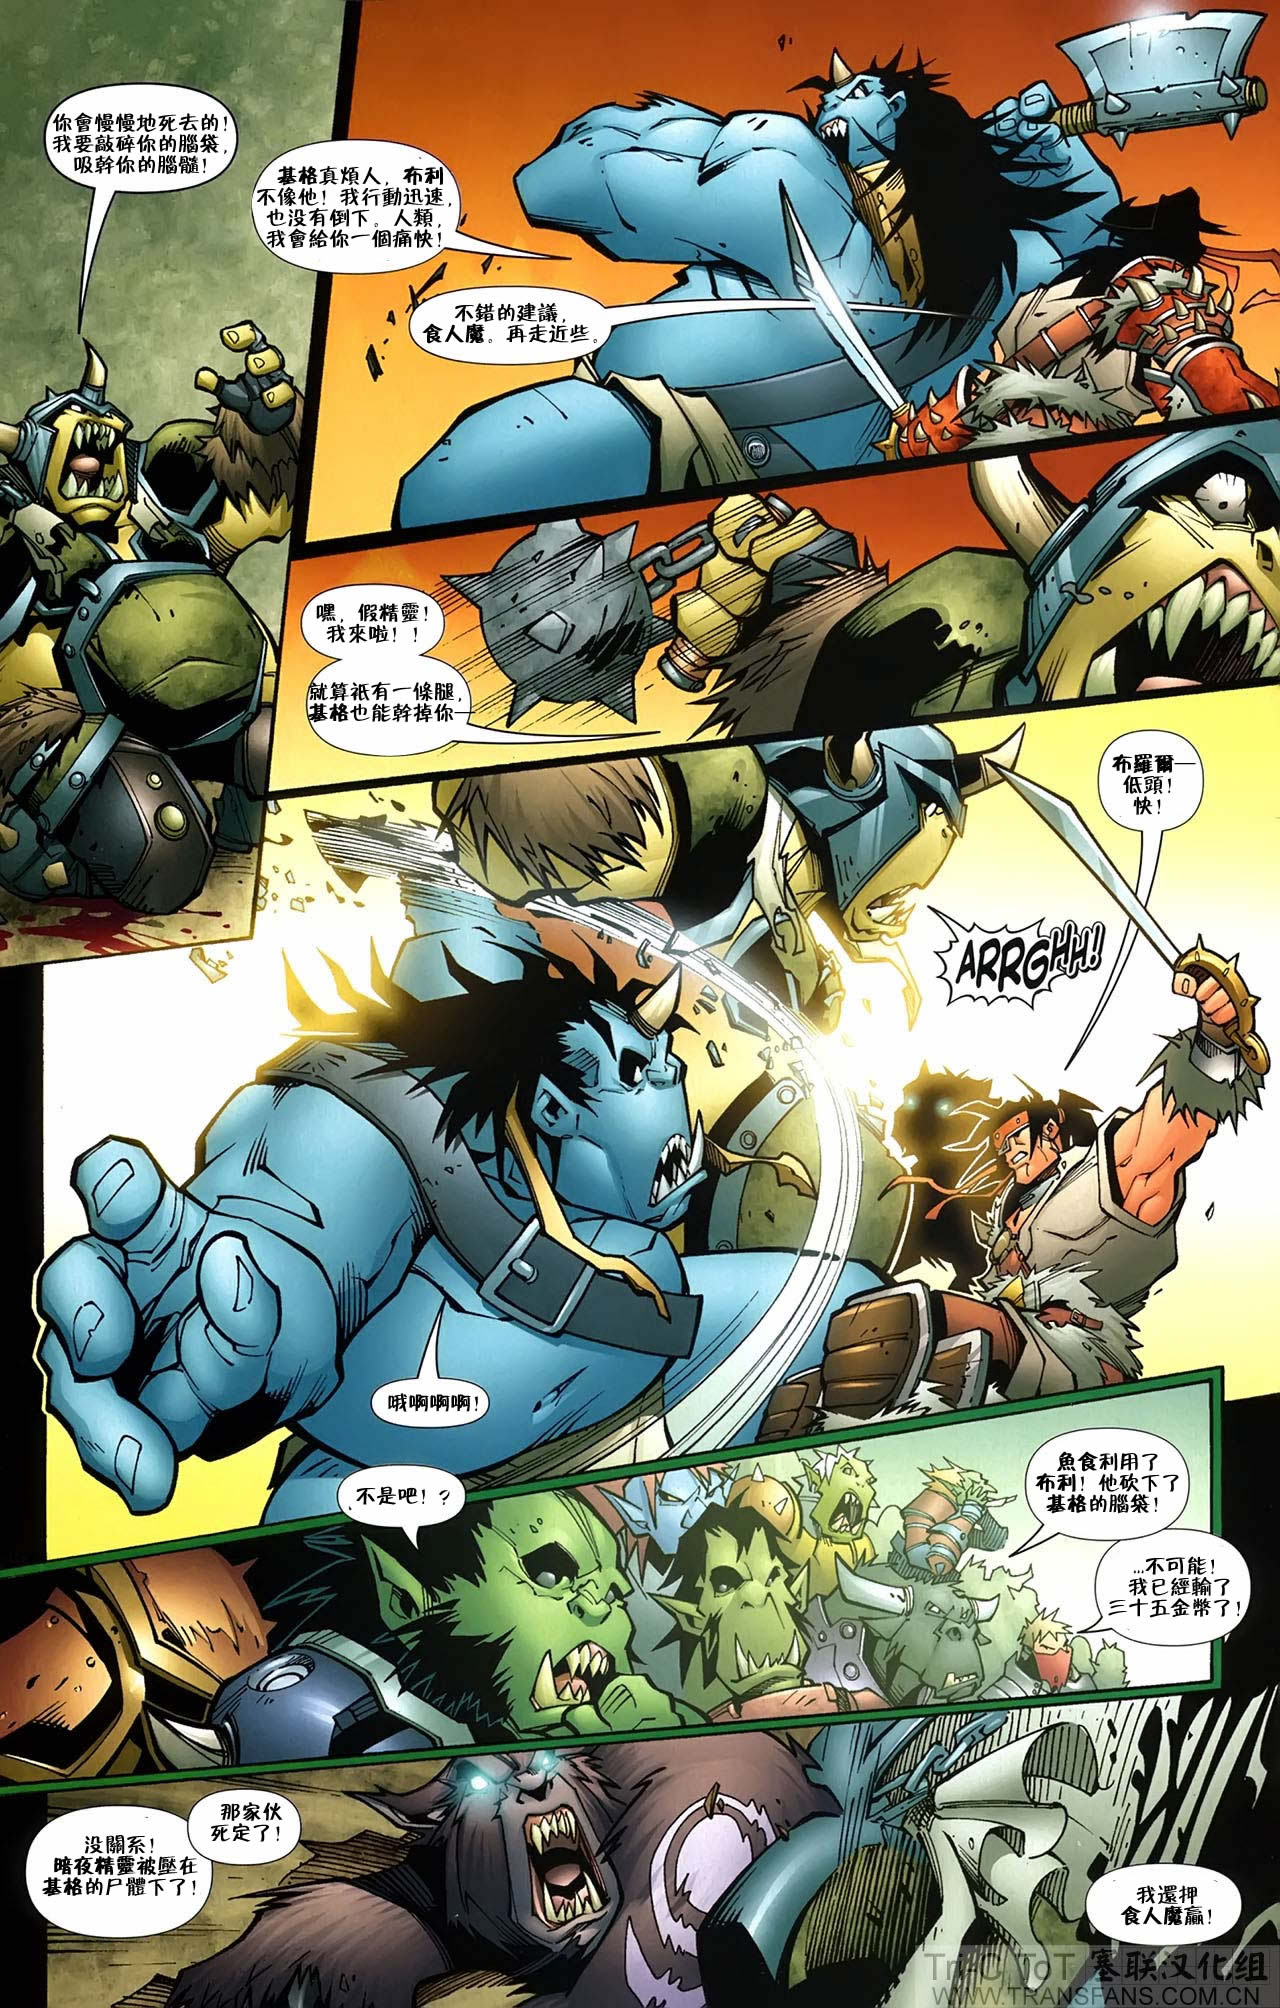 你會慢慢地死去的！
我要敲碎你的腦袋，
吸幹你的腦髓！
基格真煩人，布利
不像他！我行動迅速，
也没有倒下。人類，
我會給你一個痛快！
不錯的建議，
食人魔。再走近些。
嘿，假精靈！
我來啦！！
就算祇有一條腿，
基格也能幹掉你—
布羅爾—
低頭！
快！
ARRGHH!
哦啊啊啊！
不是吧！？
魚食利用了
布利！他砍下了
基格的腦袋！
...不可能！
我已經輸了
三十五金幣了！
那家伙
死定了！
没關系！
暗夜精靈被壓在
基格的尸體下了！
我還押
食人魔贏！
TF-C ToT 塞联汉化组
WWW.TRANSFANS.COM.CN